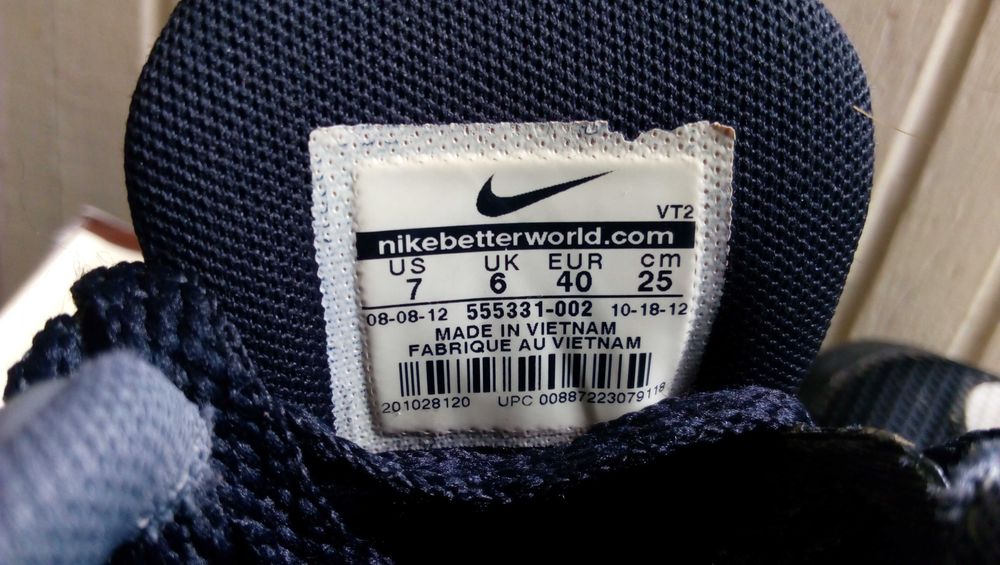 VT2
nikebetterworld.com
US UK EUR cm
7 6 40 25
08-08-12 555331-002 10-18-12
MADE IN VIETNAM
FABRIQUE AU VIETNAM
201028120 UPC 00887223079118